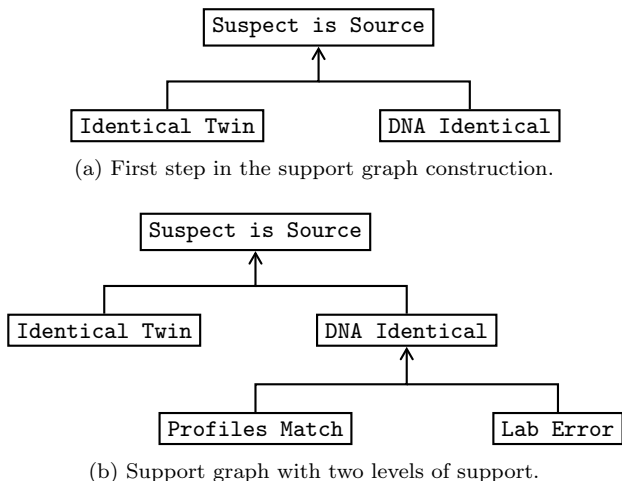 Suspect is Source
Identical Twin DNA Identical
(a) First step in the support graph construction.
Suspect is Source
Identical Twin DNA Identical
Profiles Match Lab Error
(b) Support graph with two levels of support.